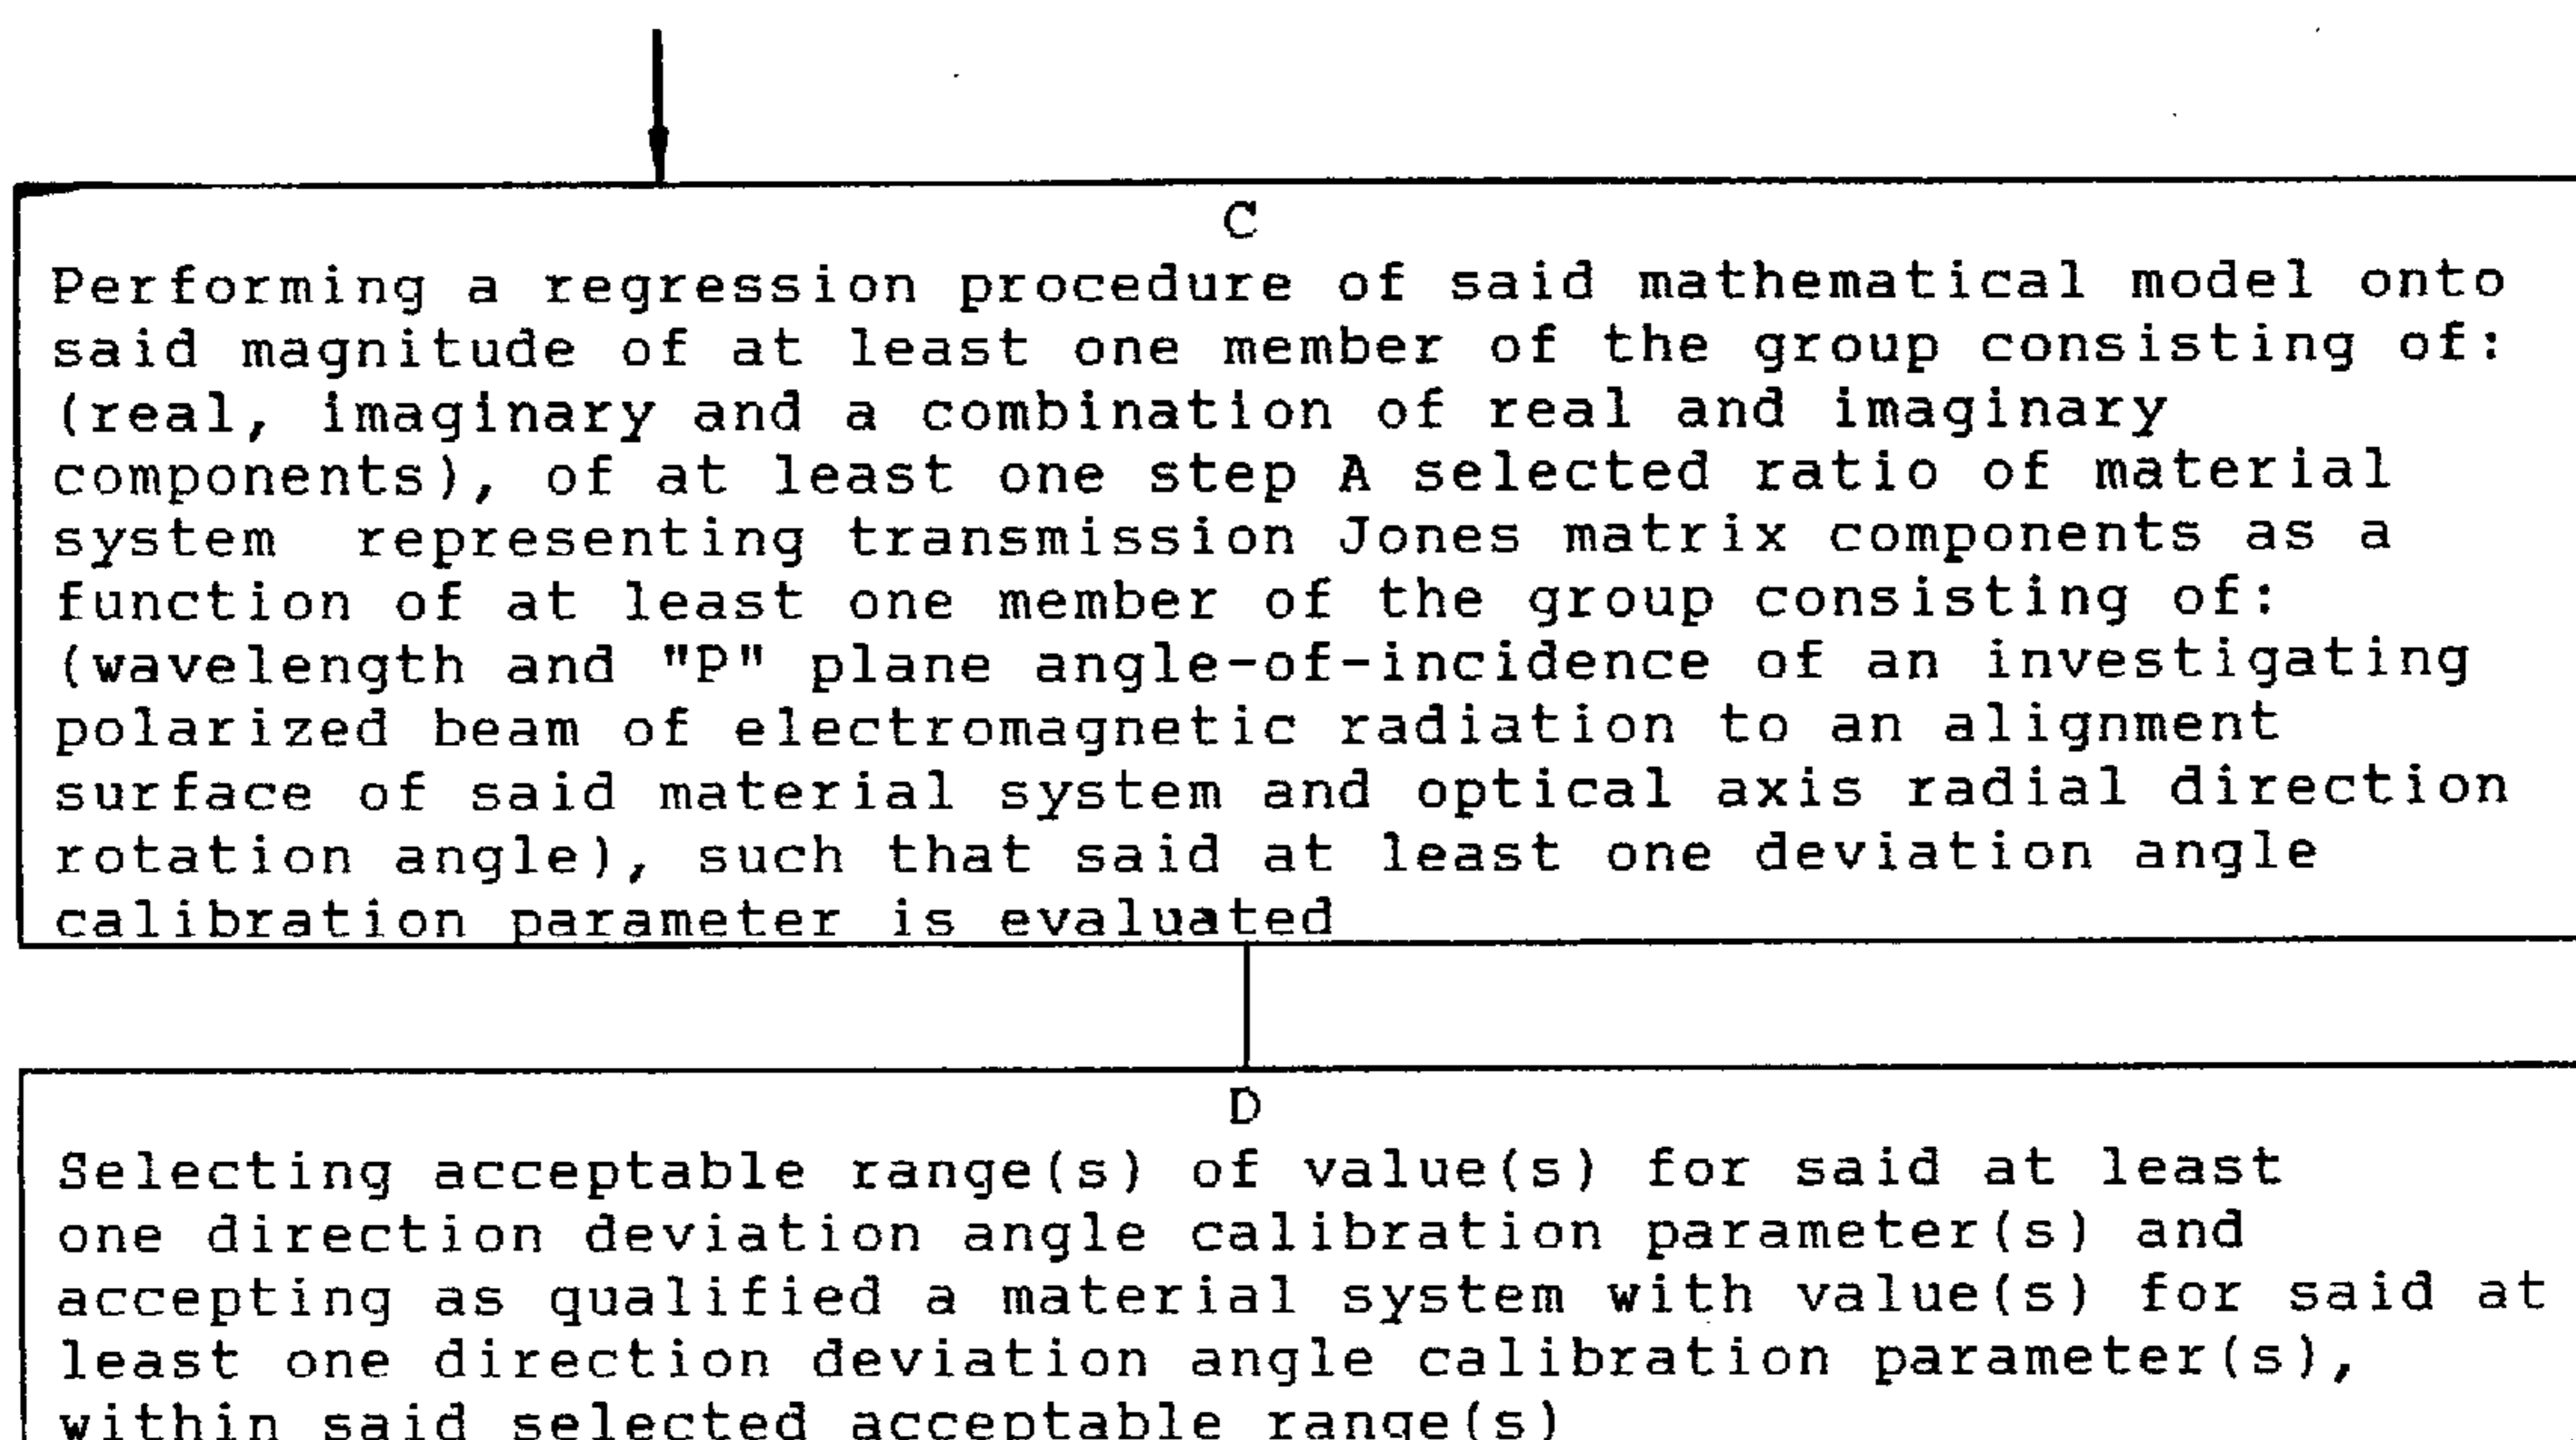 C
Performing a regression procedure of said mathematical model onto
said magnitude of at least one member of the group consisting of:
(real, imaginary and a combination of real and imaginary
components), of at least one step A selected ratio of material
system representing transmission Jones matrix components as a
function of at least one member of the group consisting of:
(wavelength and "P" plane angle-of-incidence of an investigating
polarized beam of electromagnetic radiation to an alignment
surface of said material system and optical axis radial direction
rotation angle), such that said at least one deviation angle
calibration parameter is evaluated
D
Selecting acceptable range(s) of value(s) for said at least
one direction deviation angle calibration parameter(s) and
accepting as qualified a material system with value(s) for said at
least one direction deviation angle calibration parameter(s),
within said selected acceptable range(s)